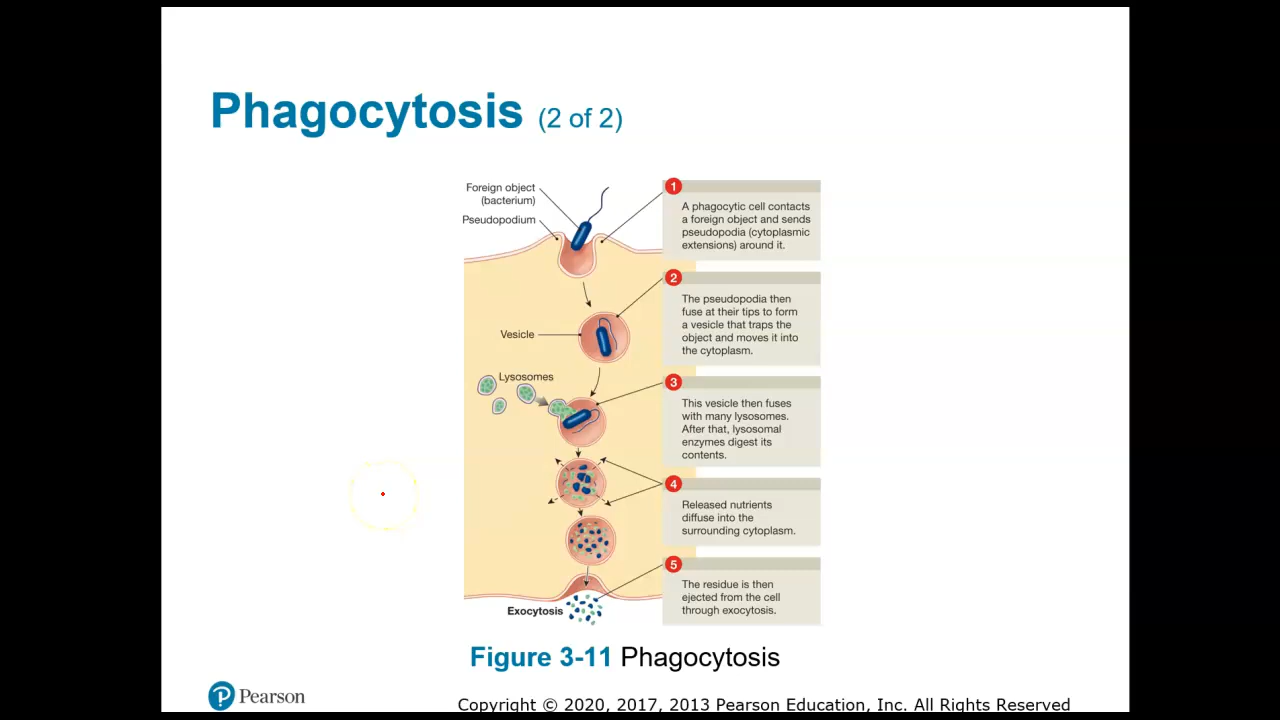 Phagocytosis (2 of 2)
Foreign object
(bacterium)
Pseudopodium
1
A phagocytic cell contacts
a foreign object and sends
pseudopodia (cytoplasmic
extensions) around it.
2
The pseudopodia then
fuse at their tips to form
a vesicle that traps the
object and moves it into
the cytoplasm.
Vesicle
Lysosomes
3
This vesicle then fuses
with many lysosomes.
After that, lysosomal
enzymes digest its
contents.
4
Released nutrients
diffuse into the
surrounding cytoplasm.
5
The residue is then
ejected from the cell
through exocytosis.
Exocytosis
Figure 3-11 Phagocytosis
P Pearson
Copyright © 2020, 2017, 2013 Pearson Education, Inc. All Rights Reserved